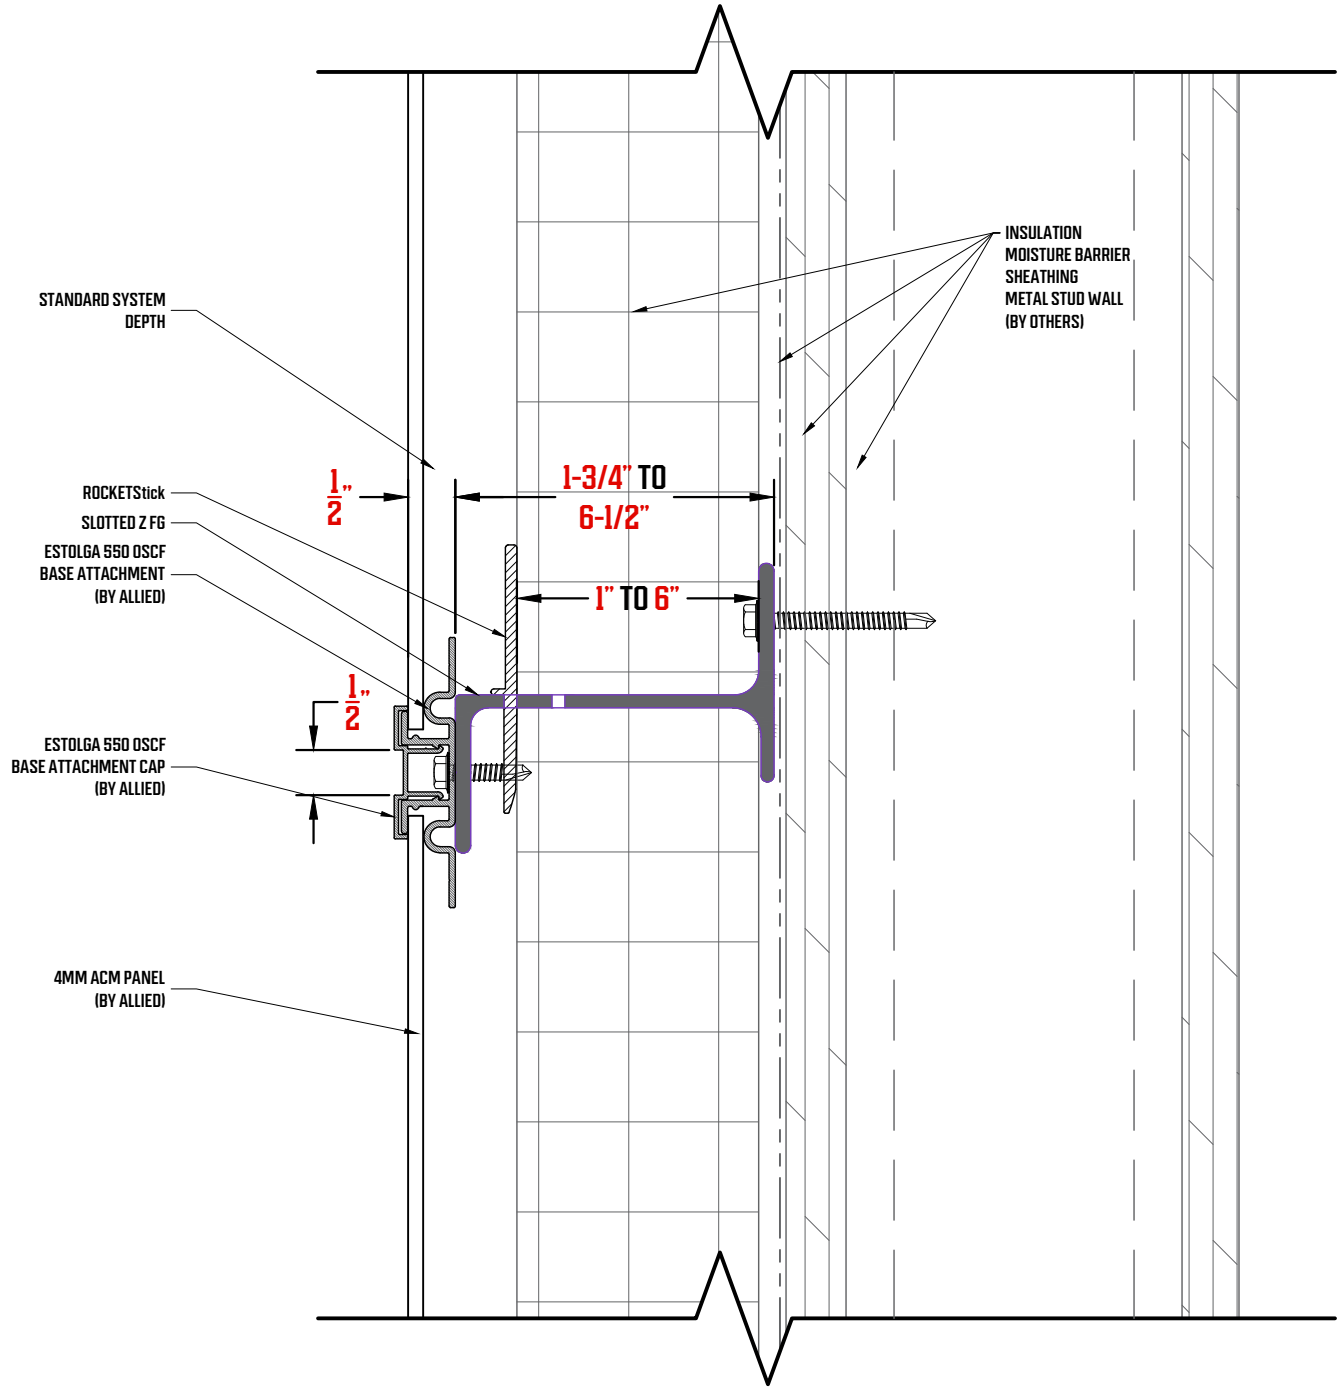 INSULATION
MOISTURE BARRIER
SHEATHING
METAL STUD WALL
(BY OTHERS)
STANDARD SYSTEM
DEPTH
1/2"
1-3/4" TO
6-1/2"
ROCKETStick
SLOTTED Z FG
ESTOLGA 550 OSCF
BASE ATTACHMENT
(BY ALLIED)
1" TO 6"
1/2"
ESTOLGA 550 OSCF
BASE ATTACHMENT CAP
(BY ALLIED)
4MM ACM PANEL
(BY ALLIED)